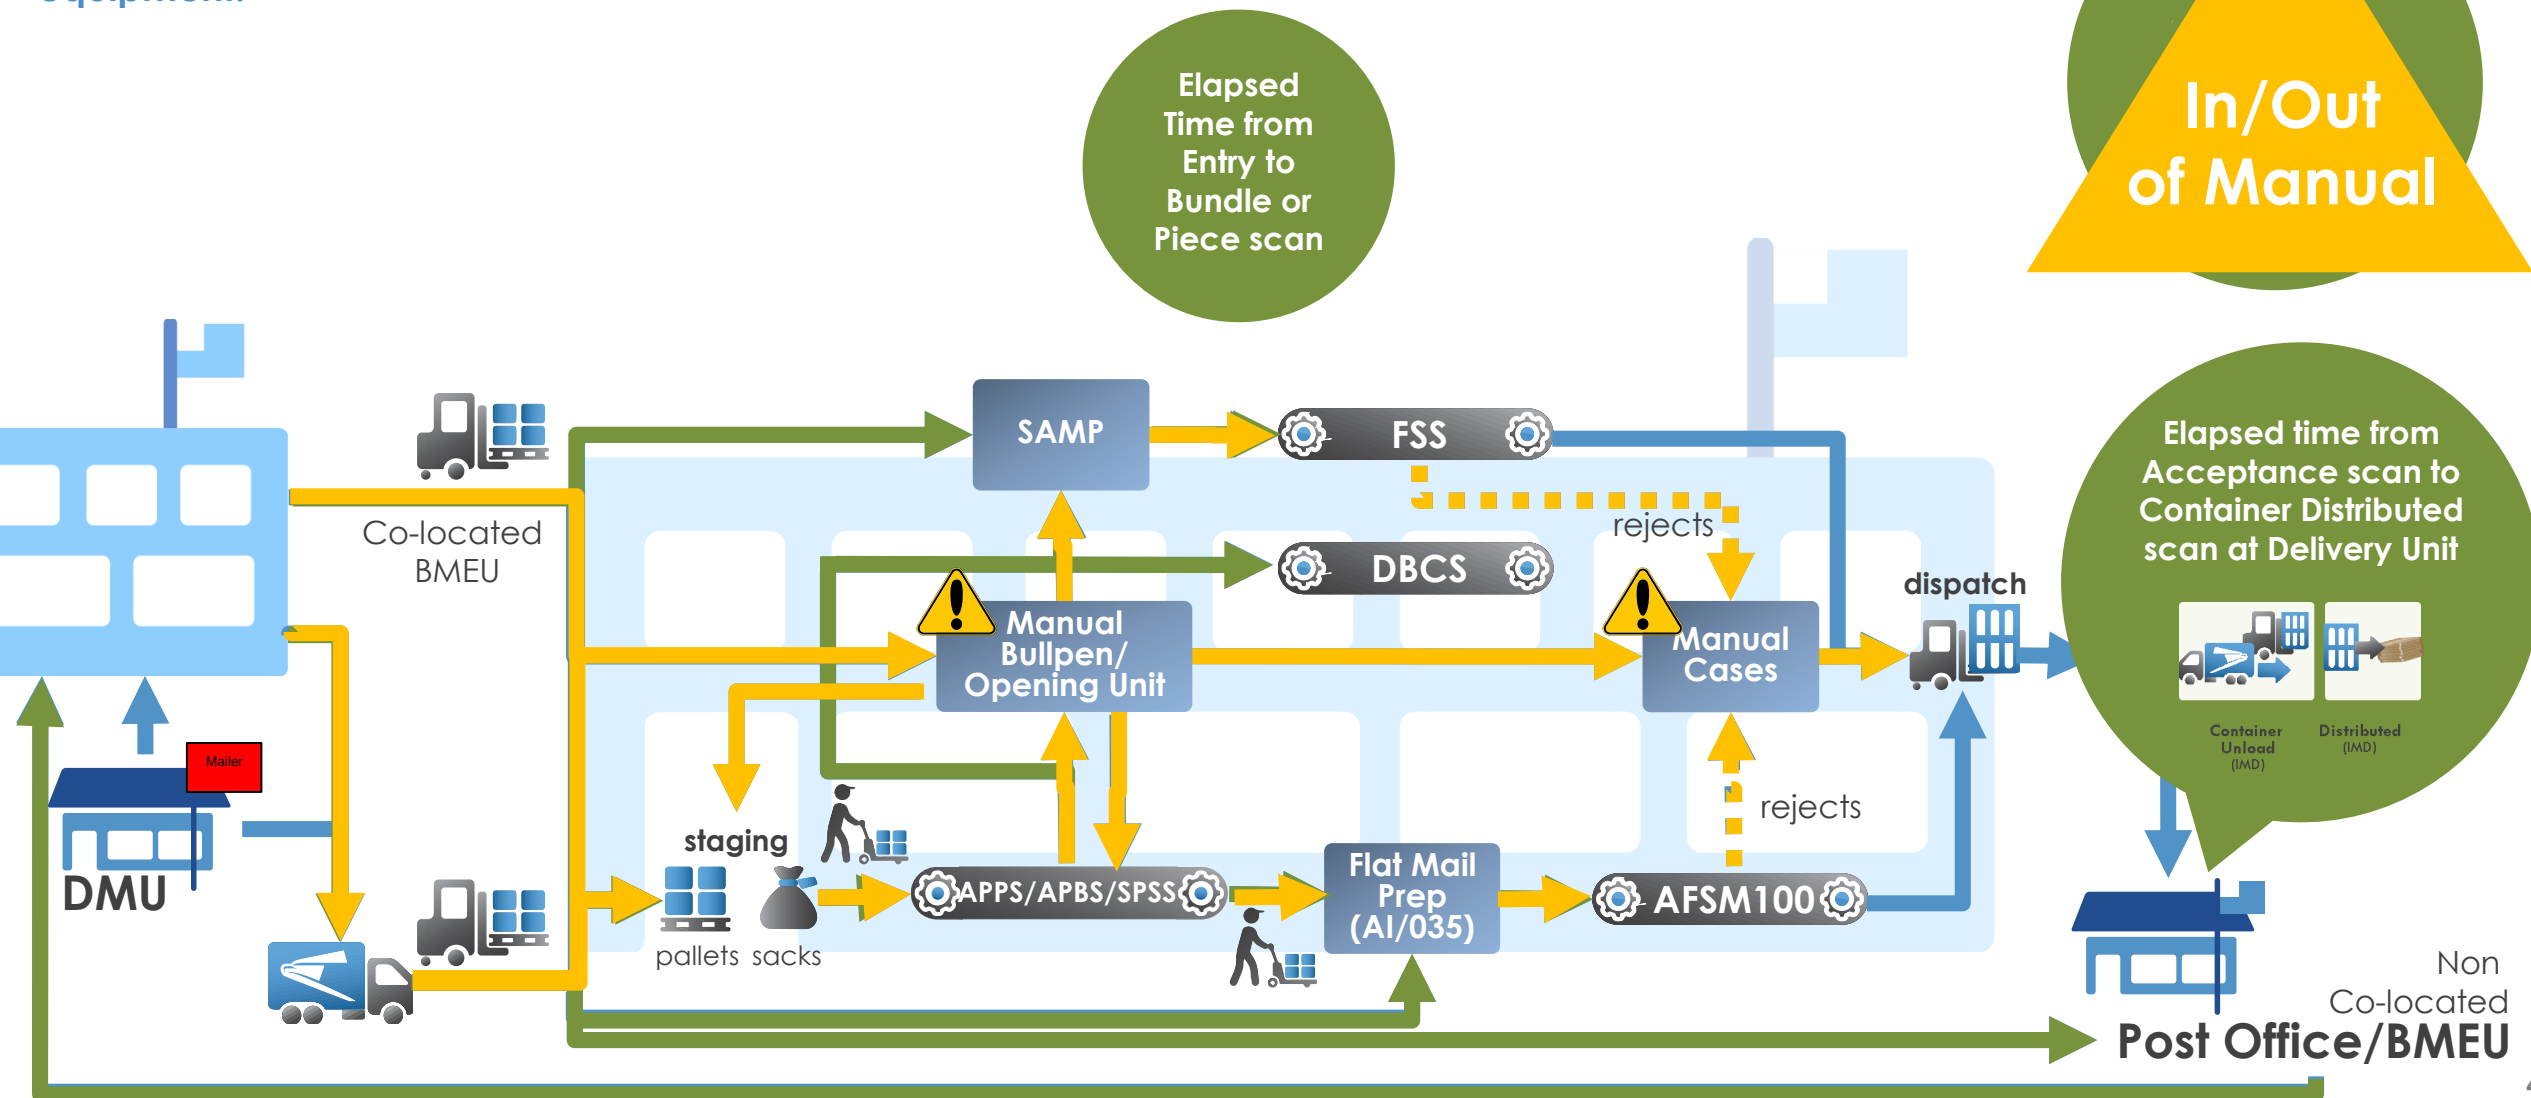 Elapsed
Time from
Entry to
Bundle or
Piece scan
In/Out
of Manual
Elapsed time from
Acceptance scan to
Container Distributed
scan at Delivery Unit
Container
Unload
(IMD)
Distributed
(IMD)
SAMP
FSS
rejects
Co-located
BMEU
DBCS
dispatch
Manual
Bullpen/
Opening Unit
Manual
Cases
Mailer
DMU
staging
pallets sacks
APPS/APBS/SPSS
Flat Mail
Prep
(AI/035)
rejects
AFSM100
Non
Co-located
Post Office/BMEU